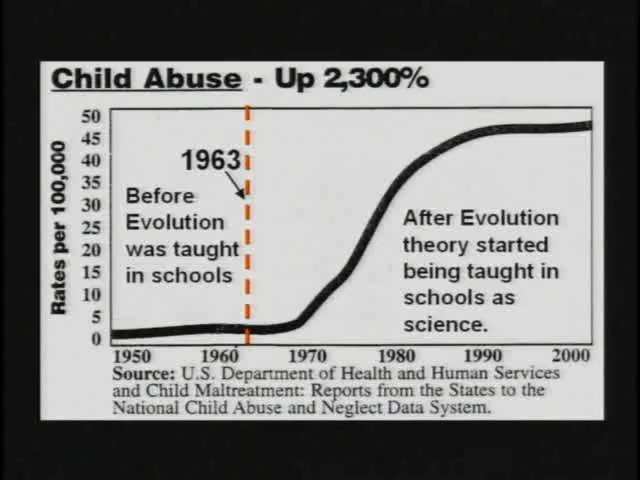 Child Abuse - Up 2,300%
50
45
40
35
30
25
20
15
10
5
0
Rates per 100,000
1963
Before
Evolution
was taught
in schools
After Evolution
theory started
being taught in
schools as
science.
1950 1960 1970 1980 1990 2000
Source: U.S. Department of Health and Human Services
and Child Maltreatment: Reports from the States to the
National Child Abuse and Neglect Data System.